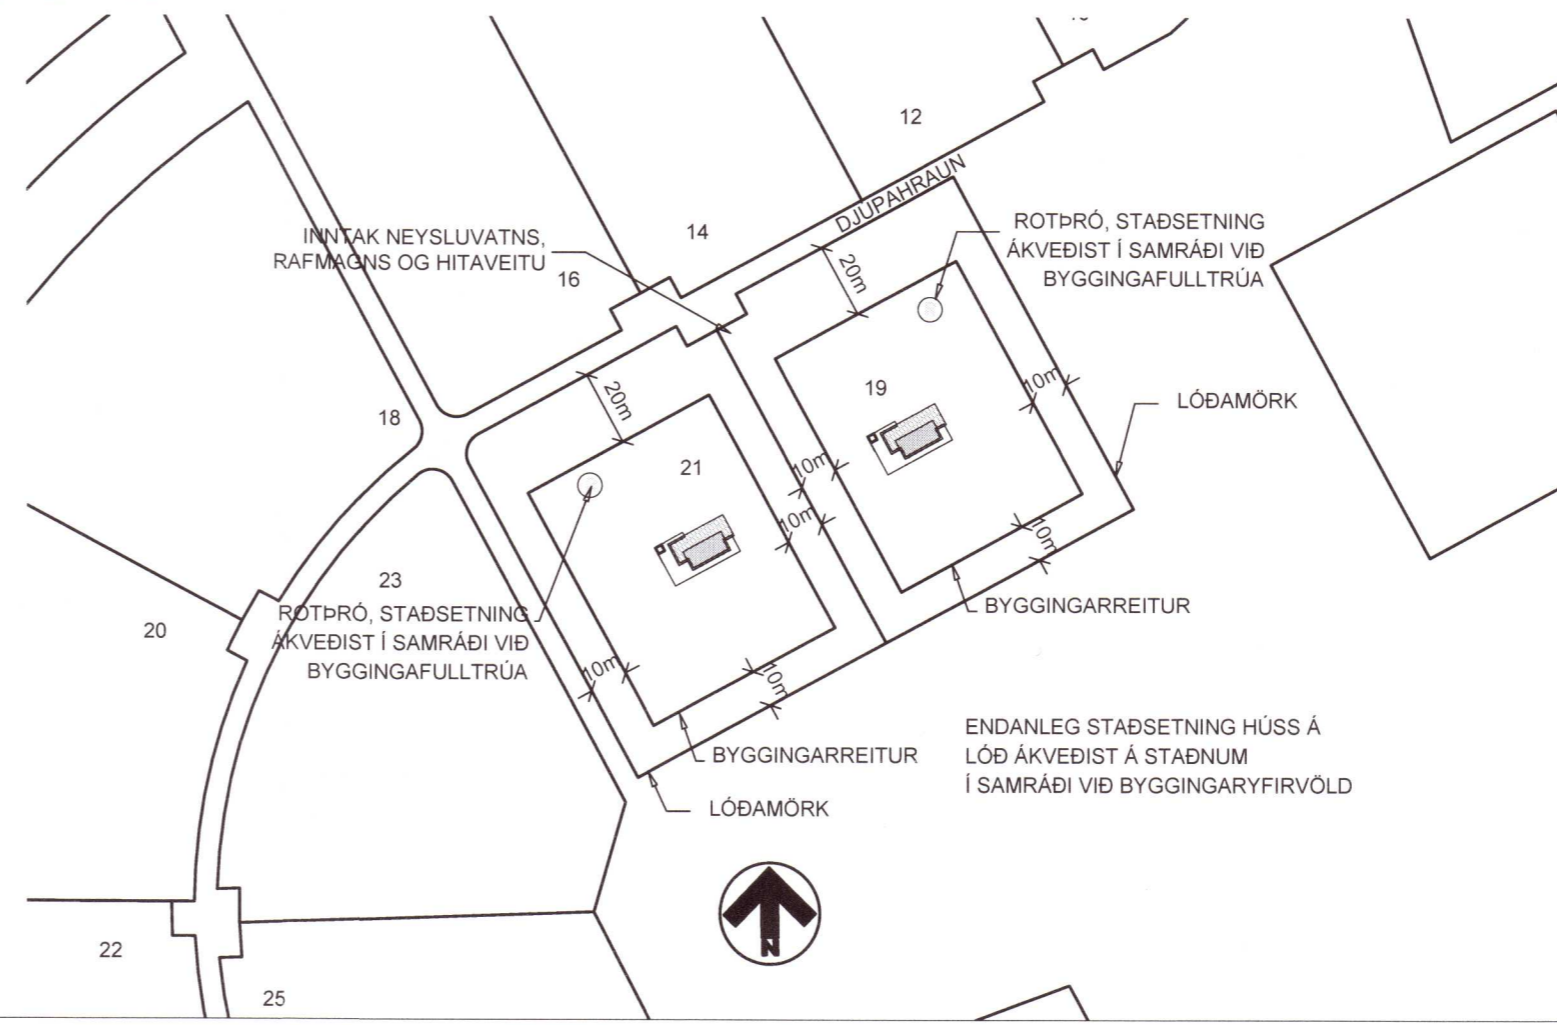 12
DJÚPAHRAUN
14
INNTAK NEYSLUVATNS,
RAFMAGNS OG HITAVEITU
16
ROTÞRÓ, STAÐSETNING
ÁKVEÐIST Í SAMRÁÐI VIÐ
BYGGINGAFULLTRÚA
20m
20m
18
19
10m
LÓÐAMÖRK
21
10m
10m
10m
23
ROTÞRÓ, STAÐSETNING
ÁKVEÐIST Í SAMRÁÐI VIÐ
BYGGINGAFULLTRÚA
20
BYGGINGARREITUR
10m
10m
BYGGINGARREITUR
LÓÐAMÖRK
ENDANLEG STAÐSETNING HÚSS Á
LÓÐ ÁKVEÐIST Á STAÐNUM
Í SAMRÁÐI VIÐ BYGGINGARYFIRVÖLD
N
22
25